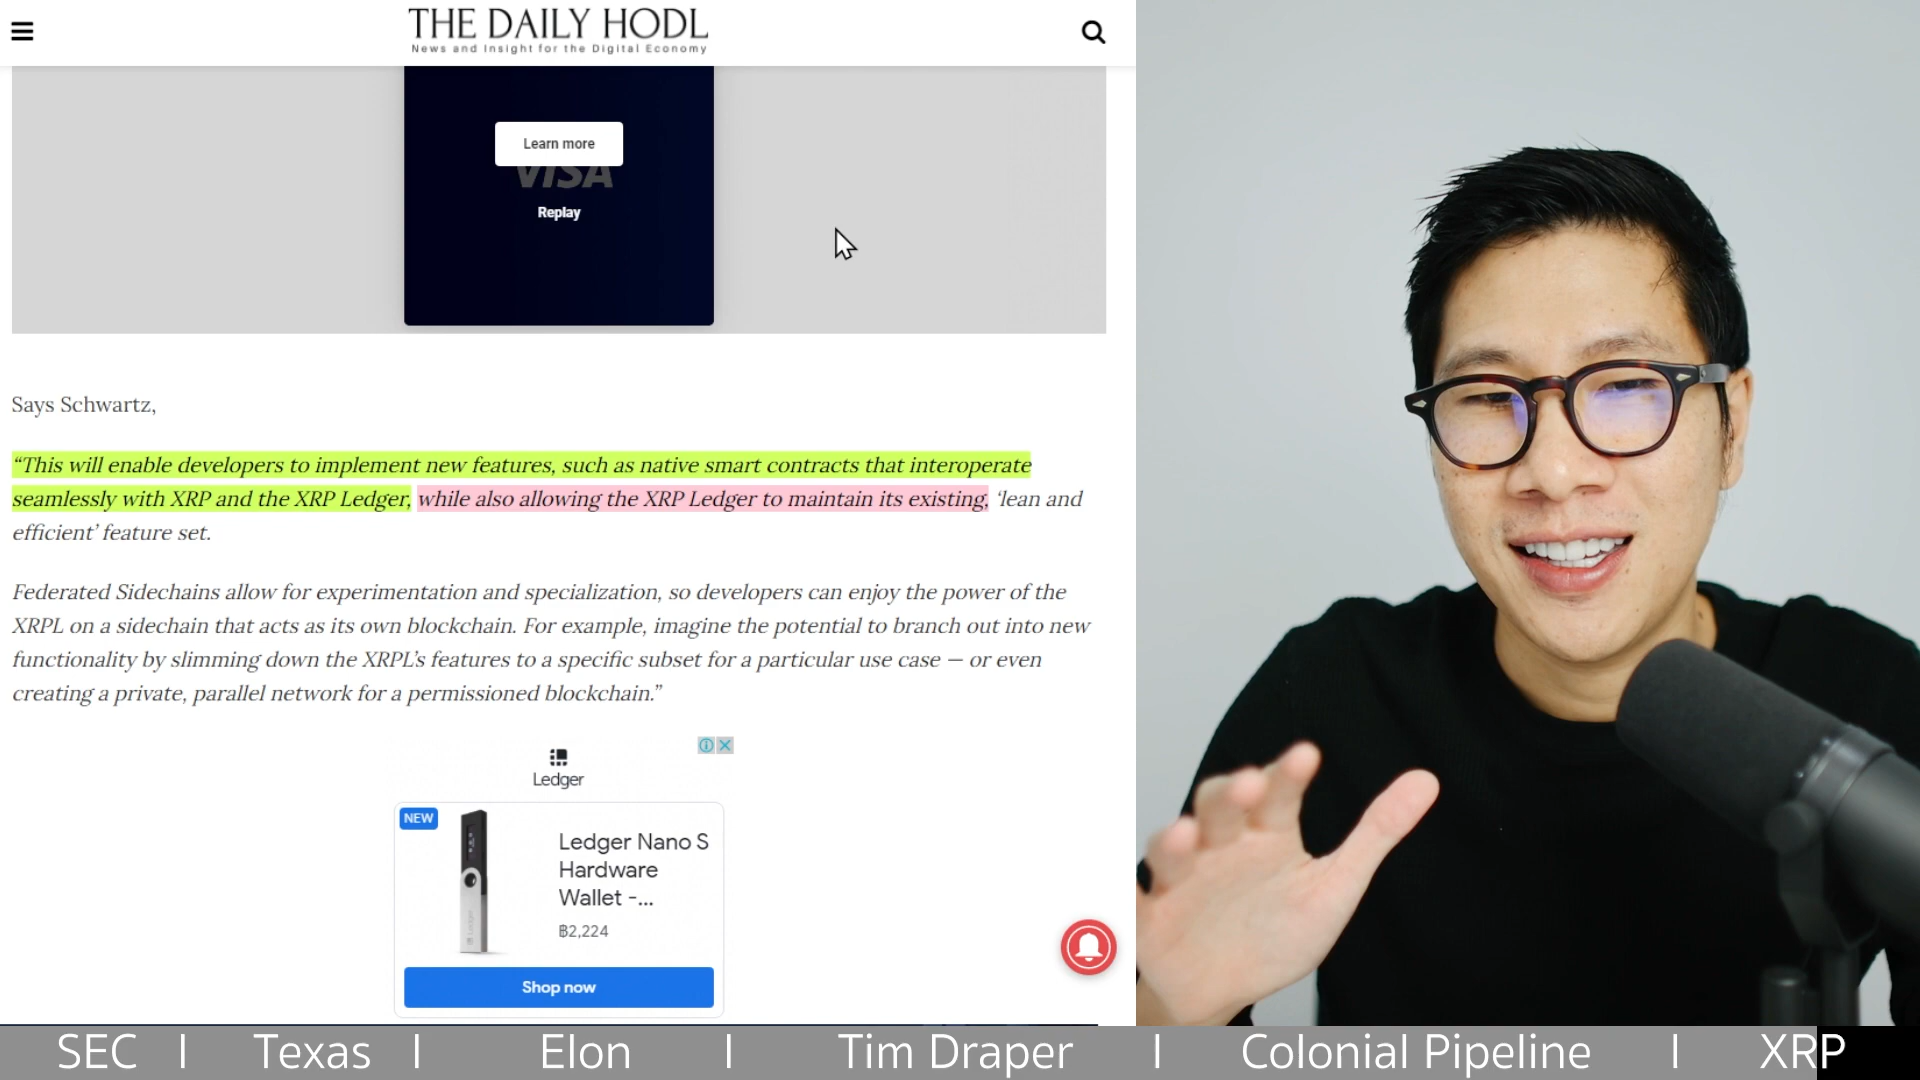 THE DAILY HODL
News and Insight for the Digital Economy
Learn more
VISA
Replay
Says Schwartz,
“This will enable developers to implement new features, such as native smart contracts that interoperate
seamlessly with XRP and the XRP Ledger, while also allowing the XRP Ledger to maintain its existing, ‘lean and
efficient’ feature set.
Federated Sidechains allow for experimentation and specialization, so developers can enjoy the power of the
XRPL on a sidechain that acts as its own blockchain. For example, imagine the potential to branch out into new
functionality by slimming down the XRPL’s features to a specific subset for a particular use case — or even
creating a private, parallel network for a permissioned blockchain.”
Ledger
NEW
Ledger Nano S
Hardware
Wallet -...
฿2,224
Shop now
SEC | Texas | Elon | Tim Draper | Colonial Pipeline | XRP